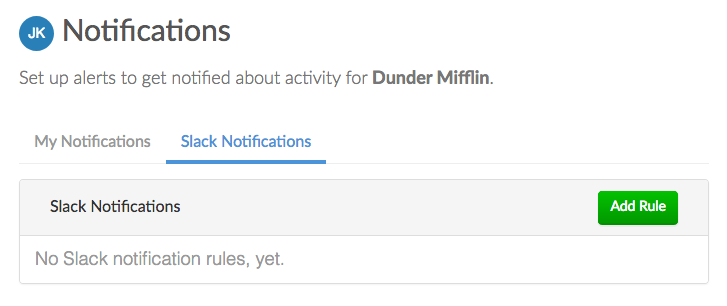 JK Notifications
Set up alerts to get notified about activity for Dunder Mifflin.
My Notifications Slack Notifications
Slack Notifications Add Rule
No Slack notification rules, yet.